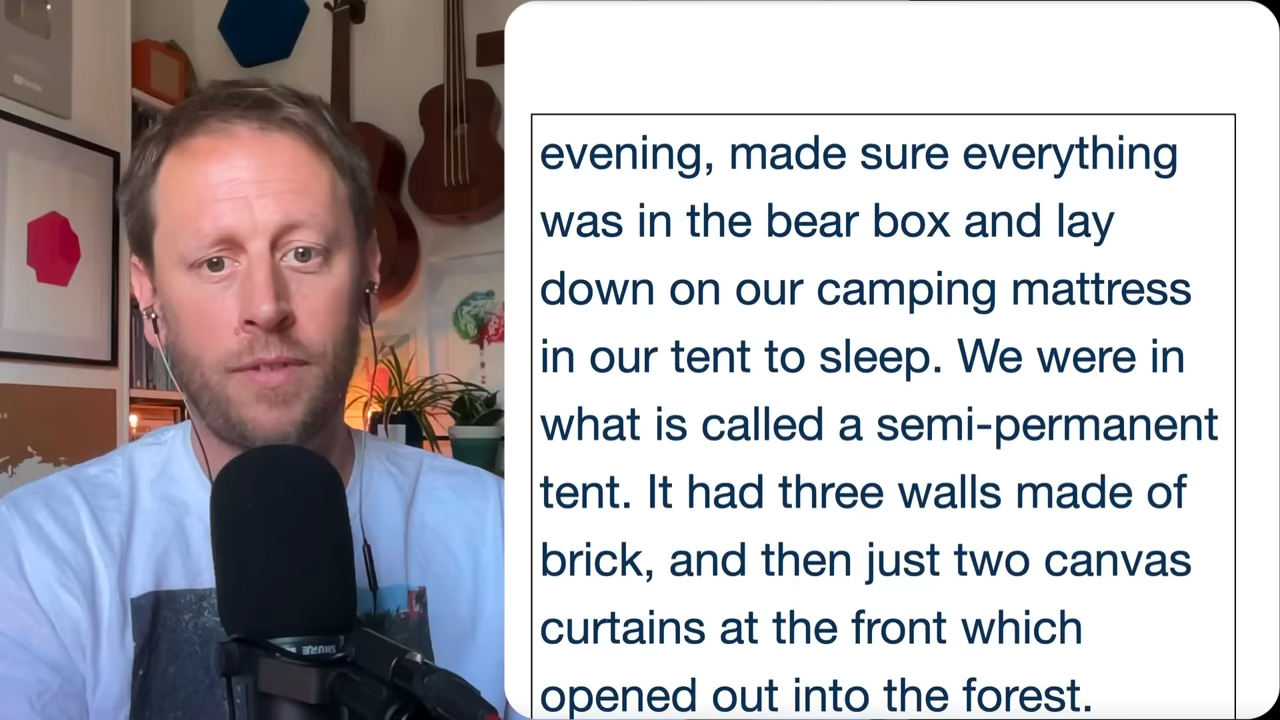 evening, made sure everything
was in the bear box and lay
down on our camping mattress
in our tent to sleep. We were in
what is called a semi-permanent
tent. It had three walls made of
brick, and then just two canvas
curtains at the front which
opened out into the forest.
SHURE